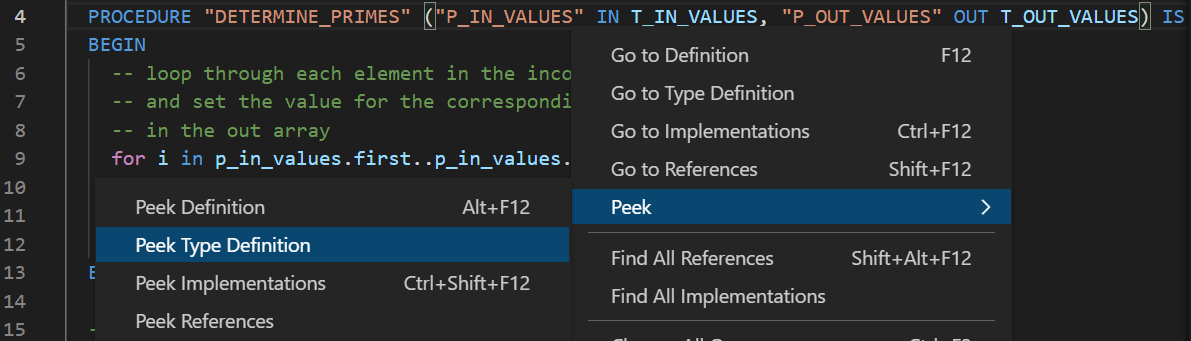 4 PROCEDURE "DETERMINE_PRIMES" ("P_IN_VALUES" IN T_IN_VALUES, "P_OUT_VALUES" OUT T_OUT_VALUES) IS
5 BEGIN
6 -- loop through each element in the inco
7 -- and set the value for the correspondi
8 -- in the out array
9 for i in p_in_values.first..p_in_values.
10
11
12
13
14
15 -
Go to Definition F12
Go to Type Definition
Go to Implementations Ctrl+F12
Go to References Shift+F12
Peek
Find All References Shift+Alt+F12
Find All Implementations
Peek Definition Alt+F12
Peek Type Definition
Peek Implementations Ctrl+Shift+F12
Peek References